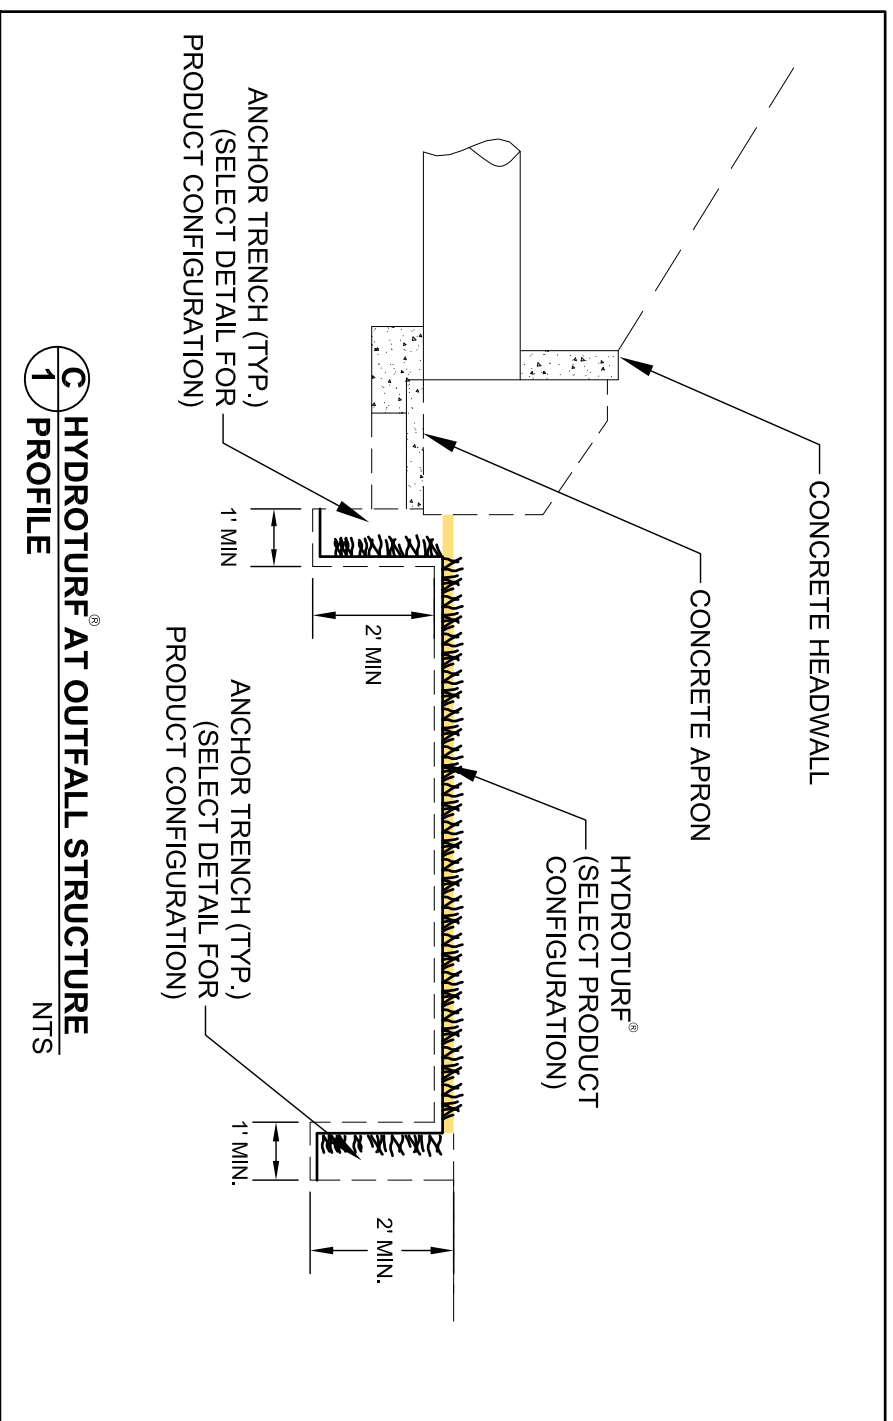 CONCRETE HEADWALL
CONCRETE APRON
HYDROTURF®
(SELECT PRODUCT
CONFIGURATION)
ANCHOR TRENCH (TYP.)
(SELECT DETAIL FOR
PRODUCT CONFIGURATION)
1' MIN
2' MIN
ANCHOR TRENCH (TYP.)
(SELECT DETAIL FOR
PRODUCT CONFIGURATION)
1' MIN.
2' MIN.
C HYDROTURF® AT OUTFALL STRUCTURE
1 PROFILE NTS